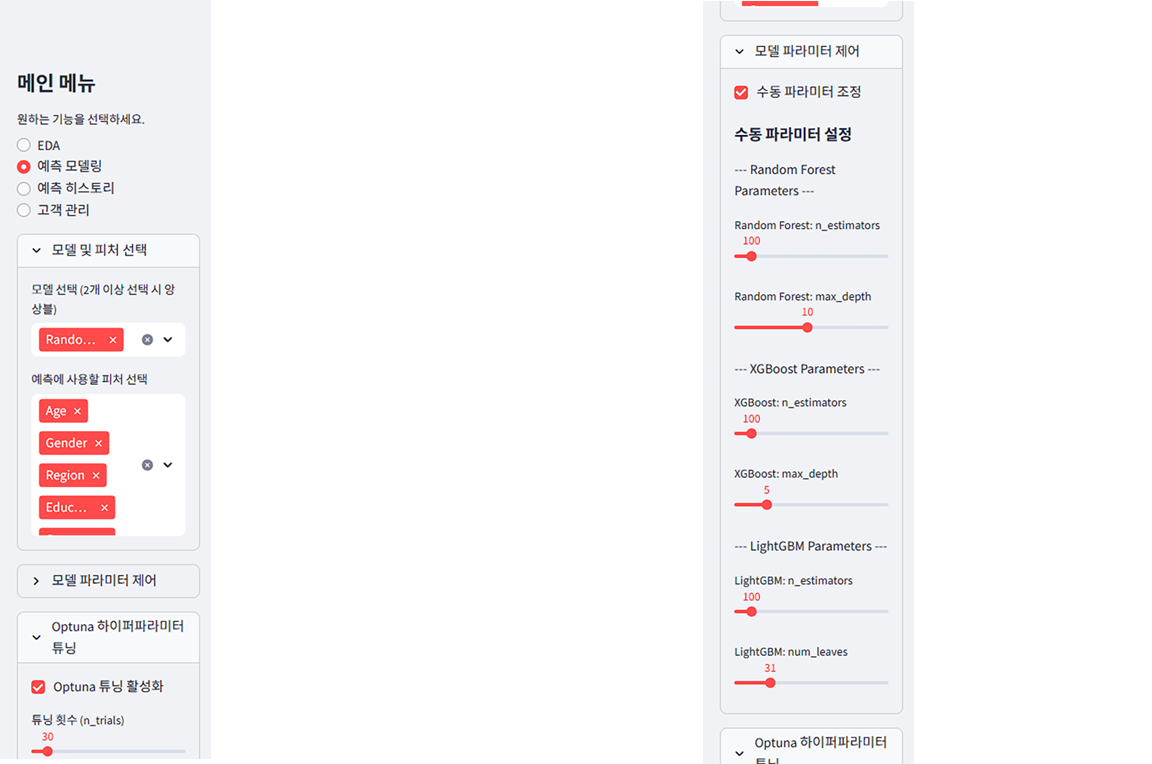 메인 메뉴
원하는 기능을 선택하세요.
EDA
예측 모델링
예측 히스토리
고객 관리
모델 및 피처 선택
모델 선택 (2개 이상 선택 시 앙
상블)
Rando...
예측에 사용할 피처 선택
Age
Gender
Region
Educ...
모델 파라미터 제어
Optuna 하이퍼파라미터
튜닝
Optuna 튜닝 활성화
튜닝 횟수 (n_trials)
30
모델 파라미터 제어
수동 파라미터 조정
수동 파라미터 설정
--- Random Forest
Parameters ---
Random Forest: n_estimators
100
Random Forest: max_depth
10
--- XGBoost Parameters ---
XGBoost: n_estimators
100
XGBoost: max_depth
5
--- LightGBM Parameters ---
LightGBM: n_estimators
100
LightGBM: num_leaves
31
Optuna 하이퍼파라미터